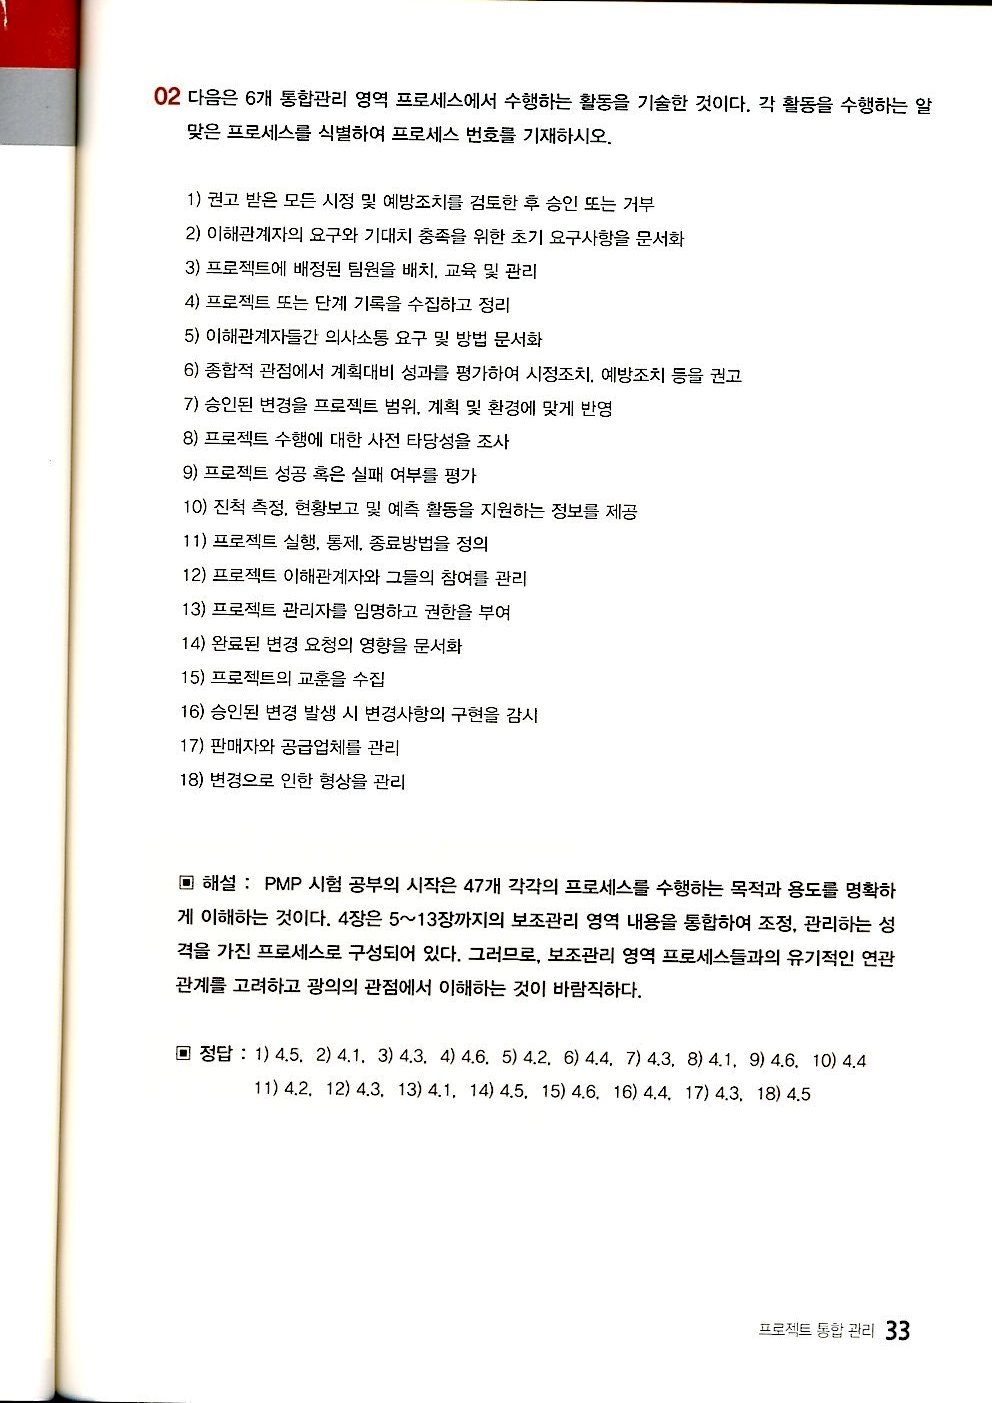 02 다음은 6개 통합관리 영역 프로세스에서 수행하는 활동을 기술한 것이다. 각 활동을 수행하는 알
맞은 프로세스를 식별하여 프로세스 번호를 기재하시오.
1) 권고 받은 모든 시정 및 예방조치를 검토한 후 승인 또는 거부
2) 이해관계자의 요구와 기대치 충족을 위한 초기 요구사항을 문서화
3) 프로젝트에 배정된 팀원을 배치, 교육 및 관리
4) 프로젝트 또는 단계 기록을 수집하고 정리
5) 이해관계자들간 의사소통 요구 및 방법 문서화
6) 종합적 관점에서 계획대비 성과를 평가하여 시정조치, 예방조치 등을 권고
7) 승인된 변경을 프로젝트 범위, 계획 및 환경에 맞게 반영
8) 프로젝트 수행에 대한 사전 타당성을 조사
9) 프로젝트 성공 혹은 실패 여부를 평가
10) 진척 측정, 현황보고 및 예측 활동을 지원하는 정보를 제공
11) 프로젝트 실행, 통제, 종료방법을 정의
12) 프로젝트 이해관계자와 그들의 참여를 관리
13) 프로젝트 관리자를 임명하고 권한을 부여
14) 완료된 변경 요청의 영향을 문서화
15) 프로젝트의 교훈을 수집
16) 승인된 변경 발생 시 변경사항의 구현을 감시
17) 판매자와 공급업체를 관리
18) 변경으로 인한 형상을 관리
▣ 해설 : PMP 시험 공부의 시작은 47개 각각의 프로세스를 수행하는 목적과 용도를 명확하
게 이해하는 것이다. 4장은 5~13장까지의 보조관리 영역 내용을 통합하여 조정, 관리하는 성
격을 가진 프로세스로 구성되어 있다. 그러므로, 보조관리 영역 프로세스들과의 유기적인 연관
관계를 고려하고 광의의 관점에서 이해하는 것이 바람직하다.
▣ 정답 : 1) 4.5, 2) 4.1, 3) 4.3, 4) 4.6, 5) 4.2, 6) 4.4, 7) 4.3, 8) 4.1, 9) 4.6, 10) 4.4
11) 4.2, 12) 4.3, 13) 4.1, 14) 4.5, 15) 4.6, 16) 4.4, 17) 4.3, 18) 4.5
프로젝트 통합 관리 33